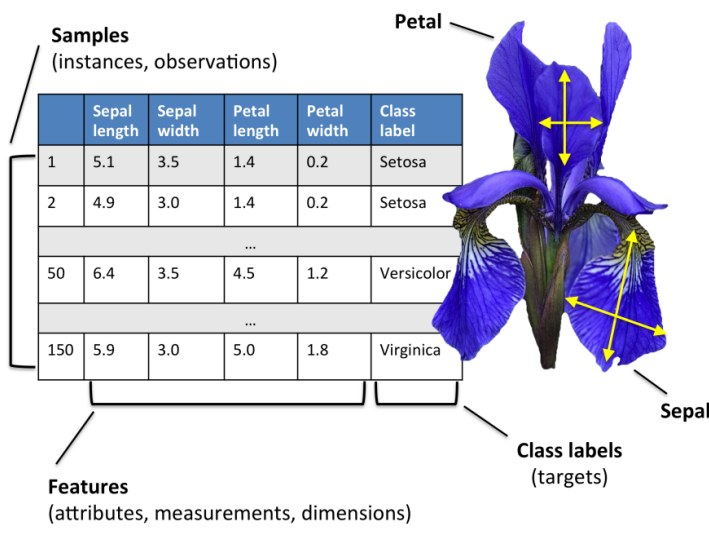 Samples
(instances, observations)
Petal
Sepal length Sepal width Petal length Petal width Class label
1 5.1 3.5 1.4 0.2 Setosa
2 4.9 3.0 1.4 0.2 Setosa
...
50 6.4 3.5 4.5 1.2 Versicolor
...
150 5.9 3.0 5.0 1.8 Virginica
Sepal
Class labels
(targets)
Features
(attributes, measurements, dimensions)